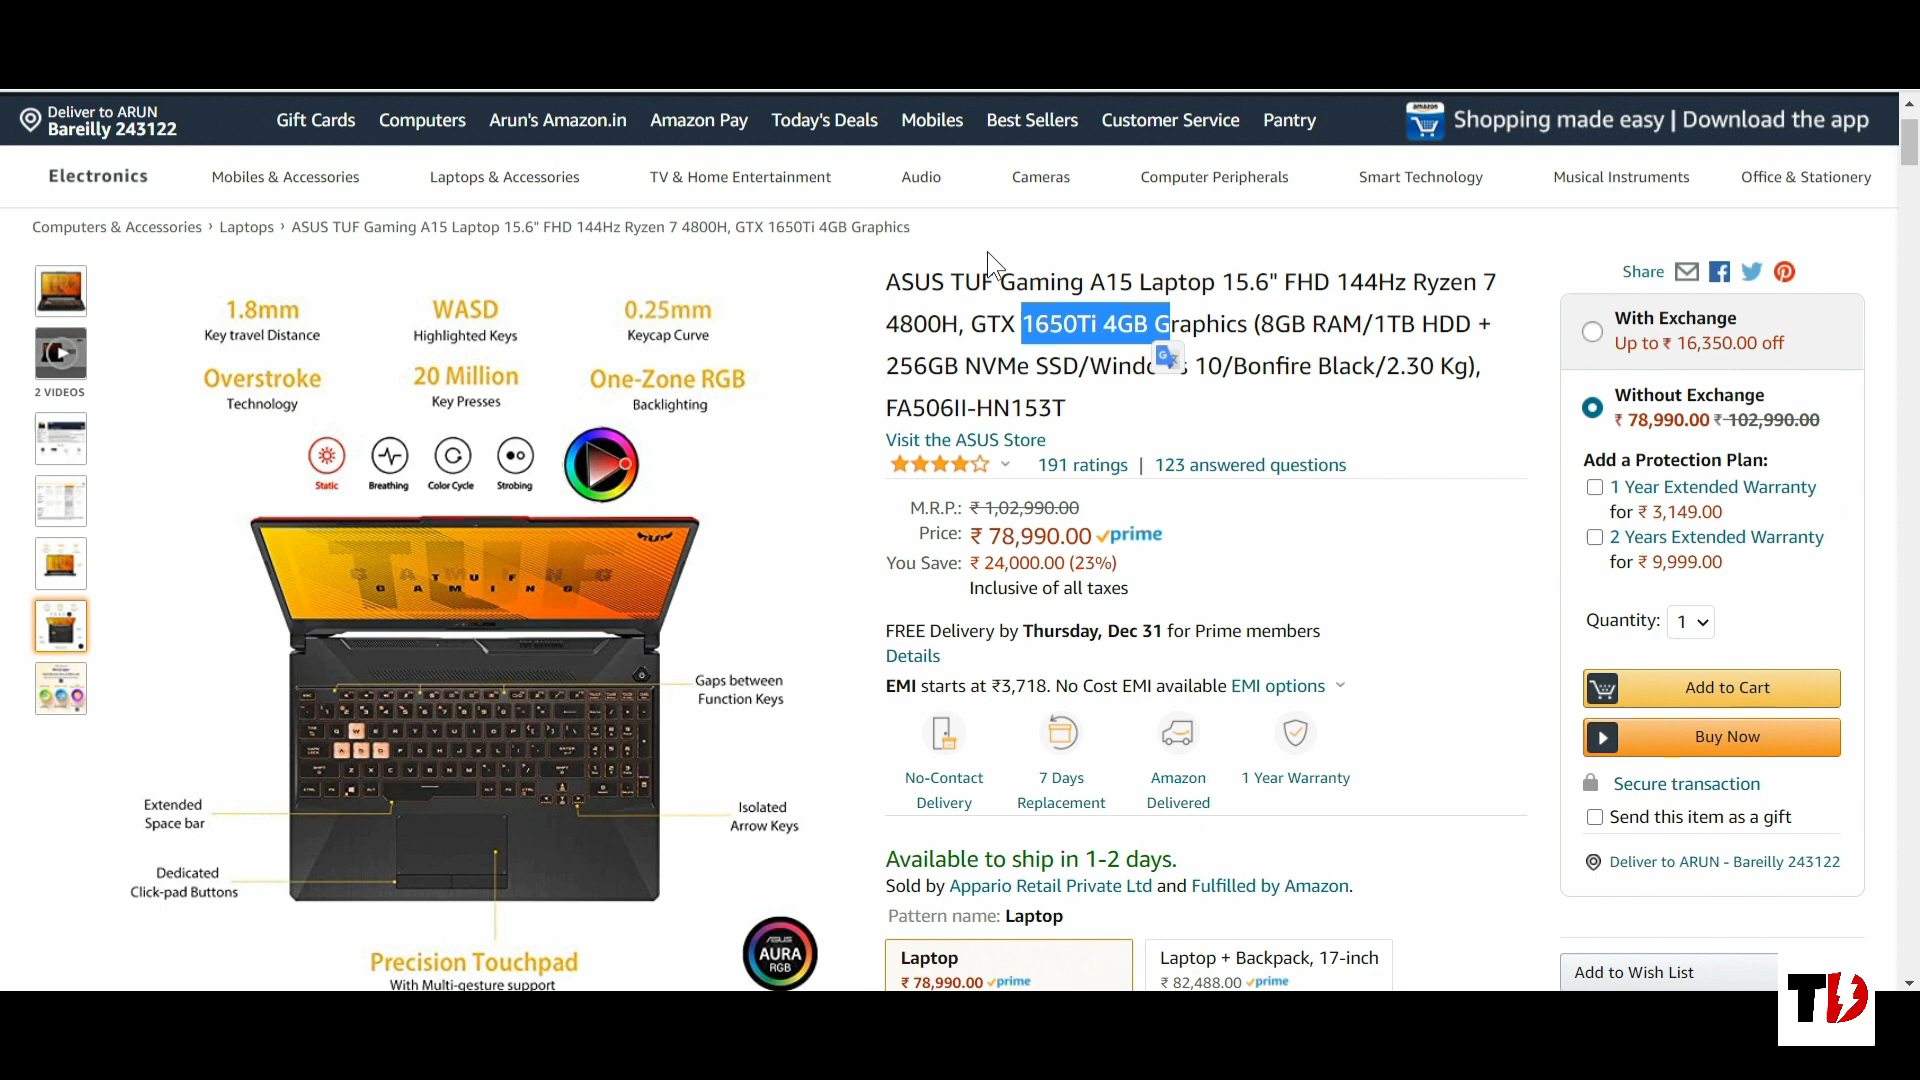 Deliver to ARUN
Bareilly 243122
Gift Cards Computers Arun's Amazon.in Amazon Pay Today's Deals Mobiles Best Sellers Customer Service Pantry
amazon
Shopping made easy | Download the app
Electronics Mobiles & Accessories Laptops & Accessories TV & Home Entertainment Audio Cameras Computer Peripherals Smart Technology Musical Instruments Office & Stationery
Computers & Accessories › Laptops › ASUS TUF Gaming A15 Laptop 15.6" FHD 144Hz Ryzen 7 4800H, GTX 1650Ti 4GB Graphics
2 VIDEOS
1.8mm
Key travel Distance
WASD
Highlighted Keys
0.25mm
Keycap Curve
Overstroke
Technology
20 Million
Key Presses
One-Zone RGB
Backlighting
Static
Breathing
Color Cycle
Strobing
Gaps between
Function Keys
Extended
Space bar
Isolated
Arrow Keys
Dedicated
Click-pad Buttons
Precision Touchpad
With Multi-gesture support
ASUS
AURA
RGB
ASUS TUF Gaming A15 Laptop 15.6" FHD 144Hz Ryzen 7
4800H, GTX 1650Ti 4GB Graphics (8GB RAM/1TB HDD +
256GB NVMe SSD/Windows 10/Bonfire Black/2.30 Kg),
FA506II-HN153T
Visit the ASUS Store
191 ratings | 123 answered questions
M.R.P.: ₹ 1,02,990.00
Price: ₹ 78,990.00 prime
You Save: ₹ 24,000.00 (23%)
Inclusive of all taxes
FREE Delivery by Thursday, Dec 31 for Prime members
Details
EMI starts at ₹3,718. No Cost EMI available EMI options
No-Contact
Delivery
7 Days
Replacement
Amazon
Delivered
1 Year Warranty
Available to ship in 1-2 days.
Sold by Appario Retail Private Ltd and Fulfilled by Amazon.
Pattern name: Laptop
Laptop
₹ 78,990.00 prime
Laptop + Backpack, 17-inch
₹ 82,488.00 prime
Share
With Exchange
Up to ₹ 16,350.00 off
Without Exchange
₹ 78,990.00 ₹ 102,990.00
Add a Protection Plan:
1 Year Extended Warranty
for ₹ 3,149.00
2 Years Extended Warranty
for ₹ 9,999.00
Quantity: 1
Add to Cart
Buy Now
Secure transaction
Send this item as a gift
Deliver to ARUN - Bareilly 243122
Add to Wish List
TD